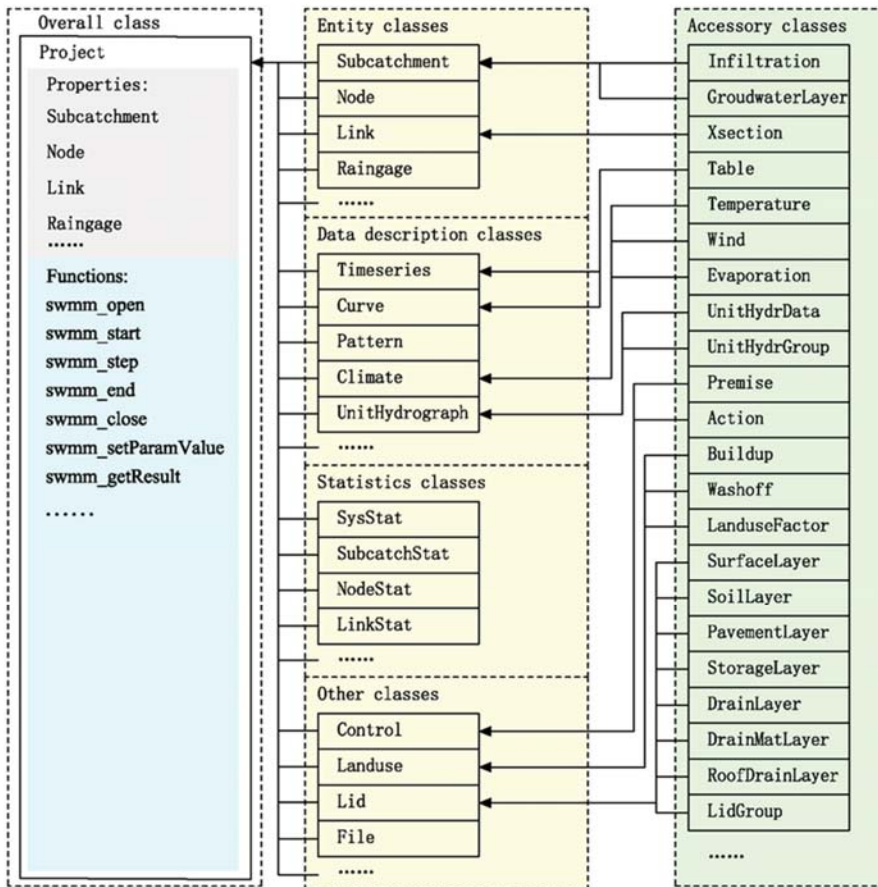 Overall class
Project
Properties:
Subcatchment
Node
Link
Raingage
......
Functions:
swmm_open
swmm_start
swmm_step
swmm_end
swmm_close
swmm_setParamValue
swmm_getResult
......
Entity classes
Subcatchment
Node
Link
Raingage
......
Data description classes
Timeseries
Curve
Pattern
Climate
UnitHydrograph
......
Statistics classes
SysStat
SubcatchStat
NodeStat
LinkStat
......
Other classes
Control
Landuse
Lid
File
......
Accessory classes
Infiltration
GroudwaterLayer
Xsection
Table
Temperature
Wind
Evaporation
UnitHydrData
UnitHydrGroup
Premise
Action
Buildup
Washoff
LanduseFactor
SurfaceLayer
SoilLayer
PavementLayer
StorageLayer
DrainLayer
DrainMatLayer
RoofDrainLayer
LidGroup
......